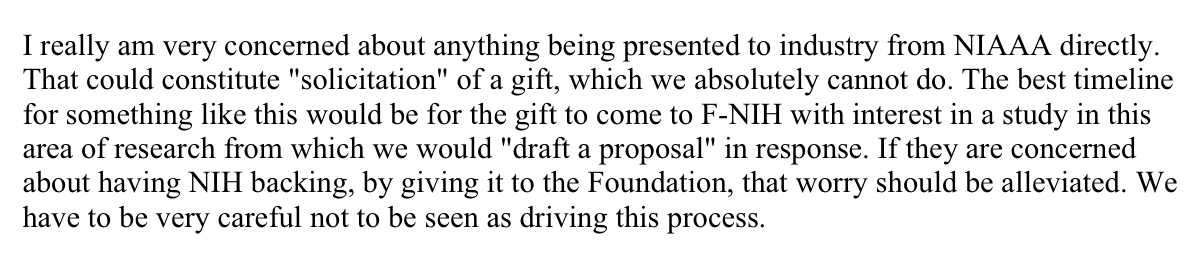 I really am very concerned about anything being presented to industry from NIAAA directly.
That could constitute "solicitation" of a gift, which we absolutely cannot do. The best timeline
for something like this would be for the gift to come to F-NIH with interest in a study in this
area of research from which we would "draft a proposal" in response. If they are concerned
about having NIH backing, by giving it to the Foundation, that worry should be alleviated. We
have to be very careful not to be seen as driving this process.